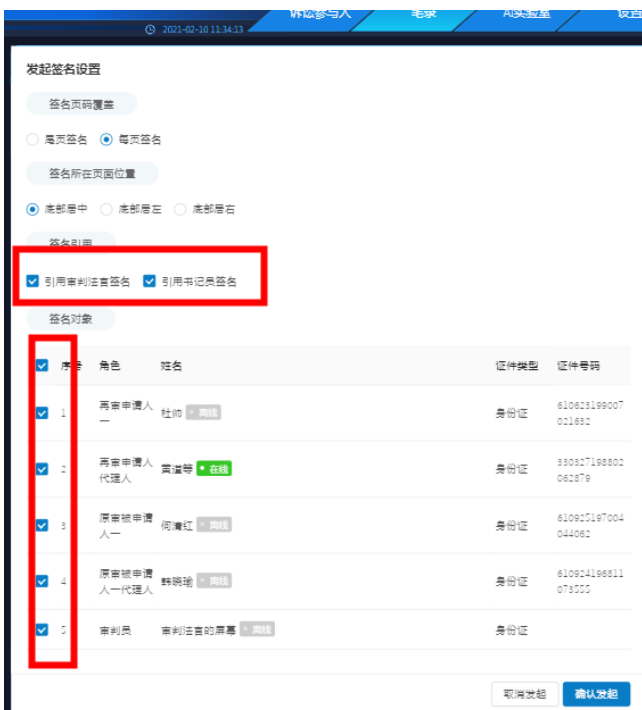 诉讼参与人 笔录 AI实验室 设置
2021-02-10 11:34:13
发起签名设置
签名页码覆盖
尾页签名 每页签名
签名所在页面位置
底部居中 底部居左 底部居右
签名引用
引用审判法官签名 引用书记员签名
签名对象
序号 角色 姓名 证件类型 证件号码
1 再审申请人一 杜帅 离线 身份证 610623199007021632
2 再审申请人代理人 黄道等 在线 身份证 330327198802062879
3 原审被申请人一 何清红 离线 身份证 610925197004044062
4 原审被申请人一代理人 韩晓瑜 离线 身份证 610924196811073555
5 审判员 审判法官的屏幕 离线 身份证
取消发起 确认发起